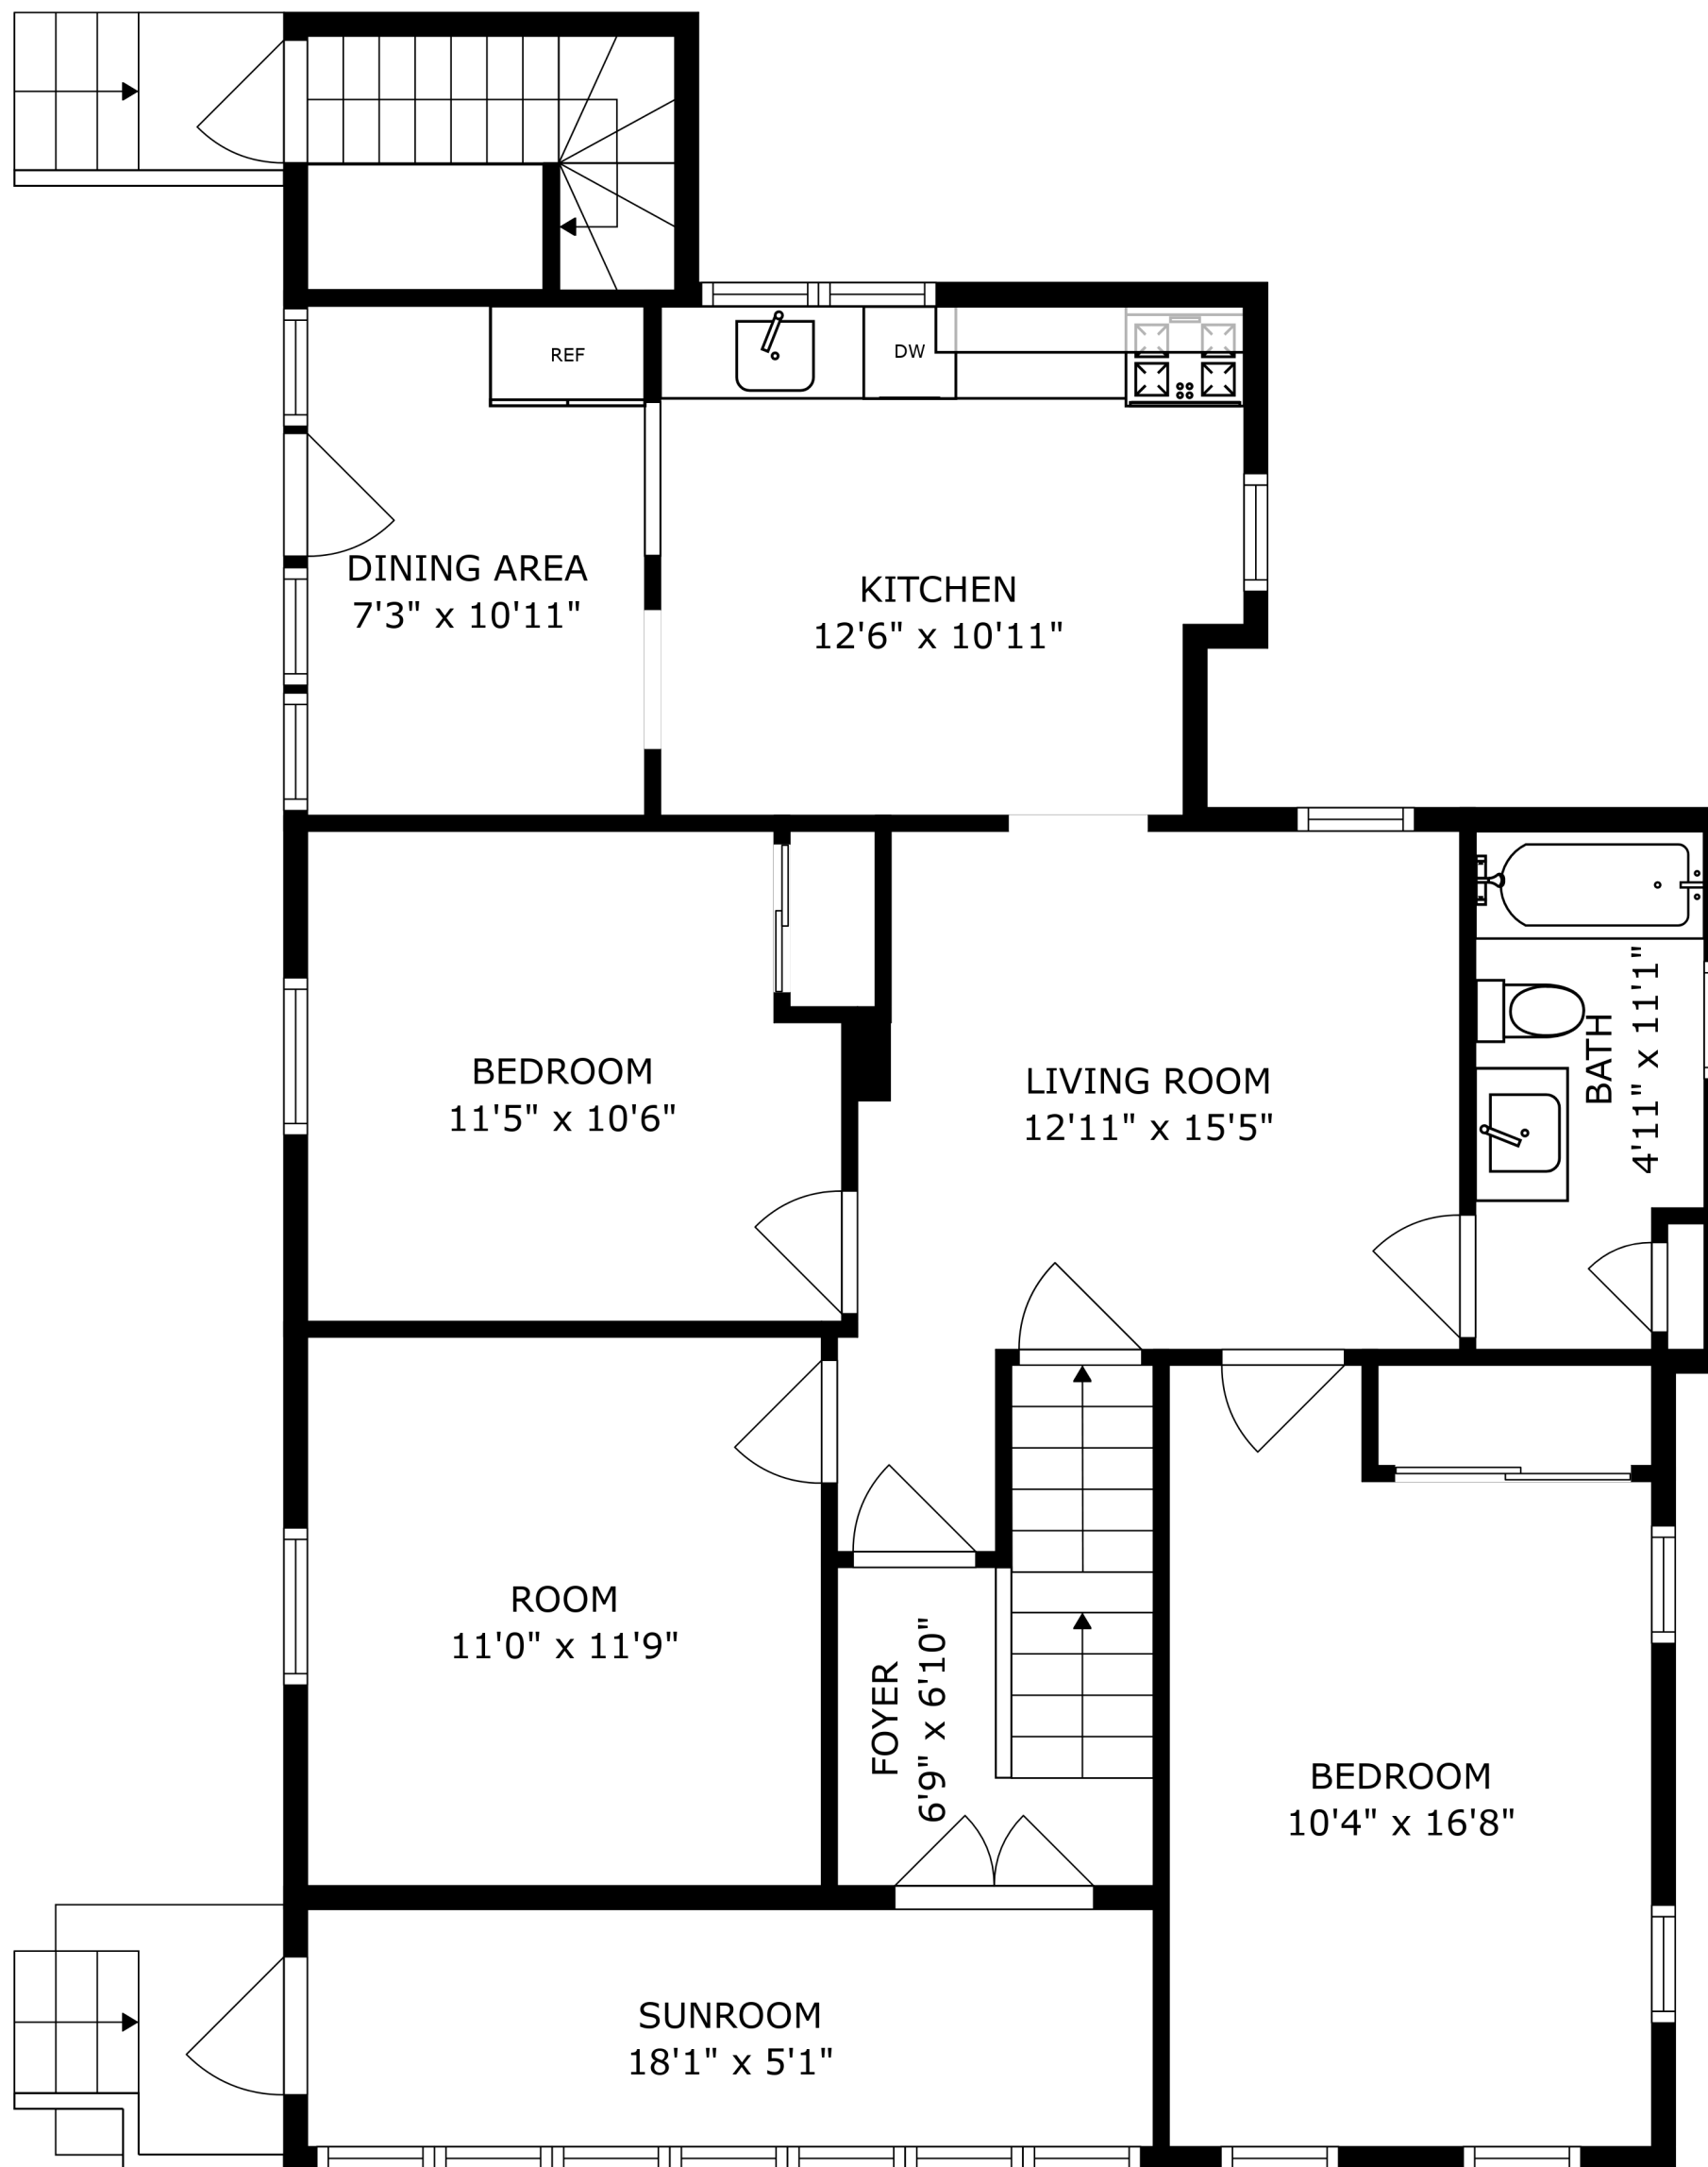 REF
DW
DINING AREA
7'3" x 10'11"
KITCHEN
12'6" x 10'11"
BEDROOM
11'5" x 10'6"
LIVING ROOM
12'11" x 15'5"
BATH
4'11" x 11'1"
ROOM
11'0" x 11'9"
FOYER
6'9" x 6'10"
BEDROOM
10'4" x 16'8"
SUNROOM
18'1" x 5'1"